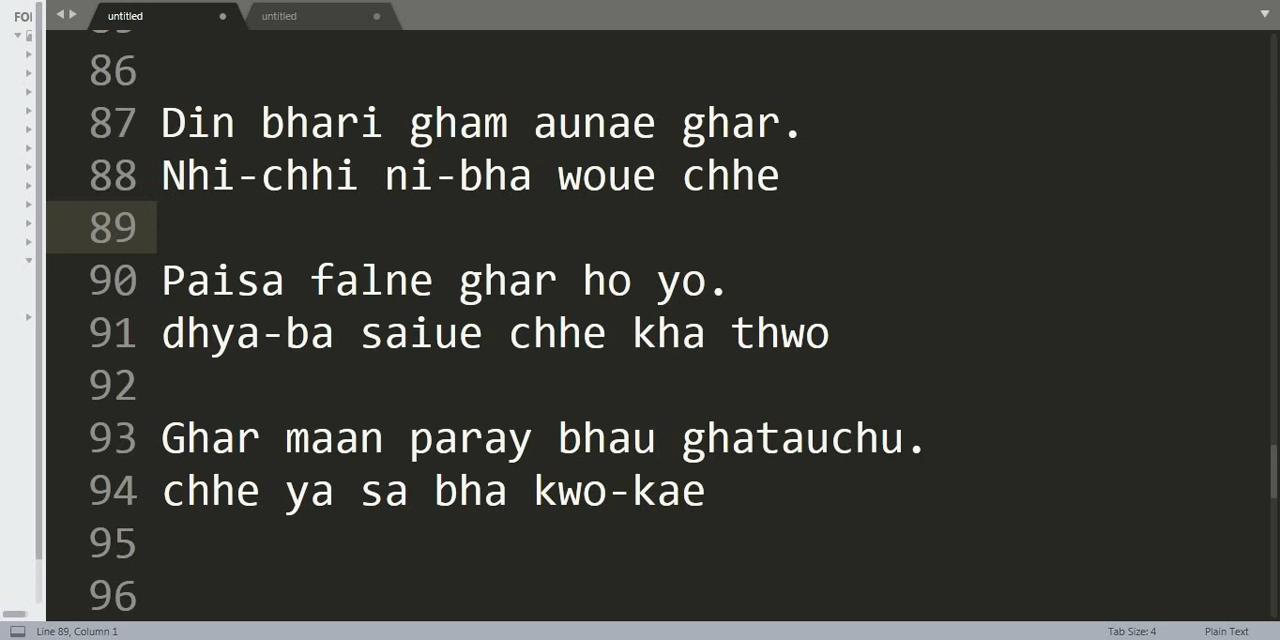 FOI
untitled
untitled
86
87 Din bhari gham aunae ghar.
88 Nhi-chhi ni-bha woue chhe
89
90 Paisa falne ghar ho yo.
91 dhya-ba saiue chhe kha thwo
92
93 Ghar maan paray bhau ghatauchu.
94 chhe ya sa bha kwo-kae
95
96
Line 89, Column 1
Tab Size: 4
Plain Text